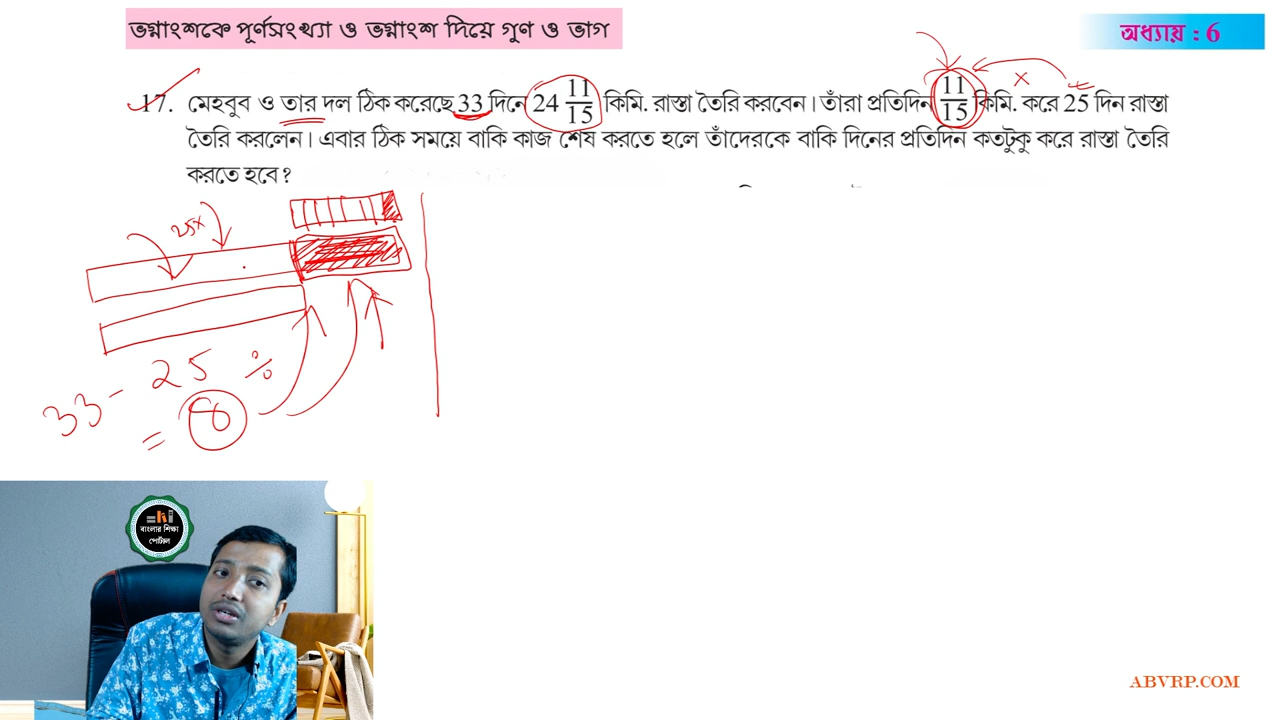 ভগ্নাংশকে পূর্ণসংখ্যা ও ভগ্নাংশ দিয়ে গুণ ও ভাগ
অধ্যায় : 6
17. মেহবুব ও তার দল ঠিক করেছে 33 দিনে 24 11/15 কিমি. রাস্তা তৈরি করবেন। তাঁরা প্রতিদিন 11/15 কিমি. করে 25 দিন রাস্তা
তৈরি করলেন। এবার ঠিক সময়ে বাকি কাজ শেষ করতে হলে তাঁদেরকে বাকি দিনের প্রতিদিন কতটুকু করে রাস্তা তৈরি
করতে হবে?
x
25x
33 - 25 ÷
= 8
বাংলার শিক্ষা
পোর্টাল
ABVRP.COM